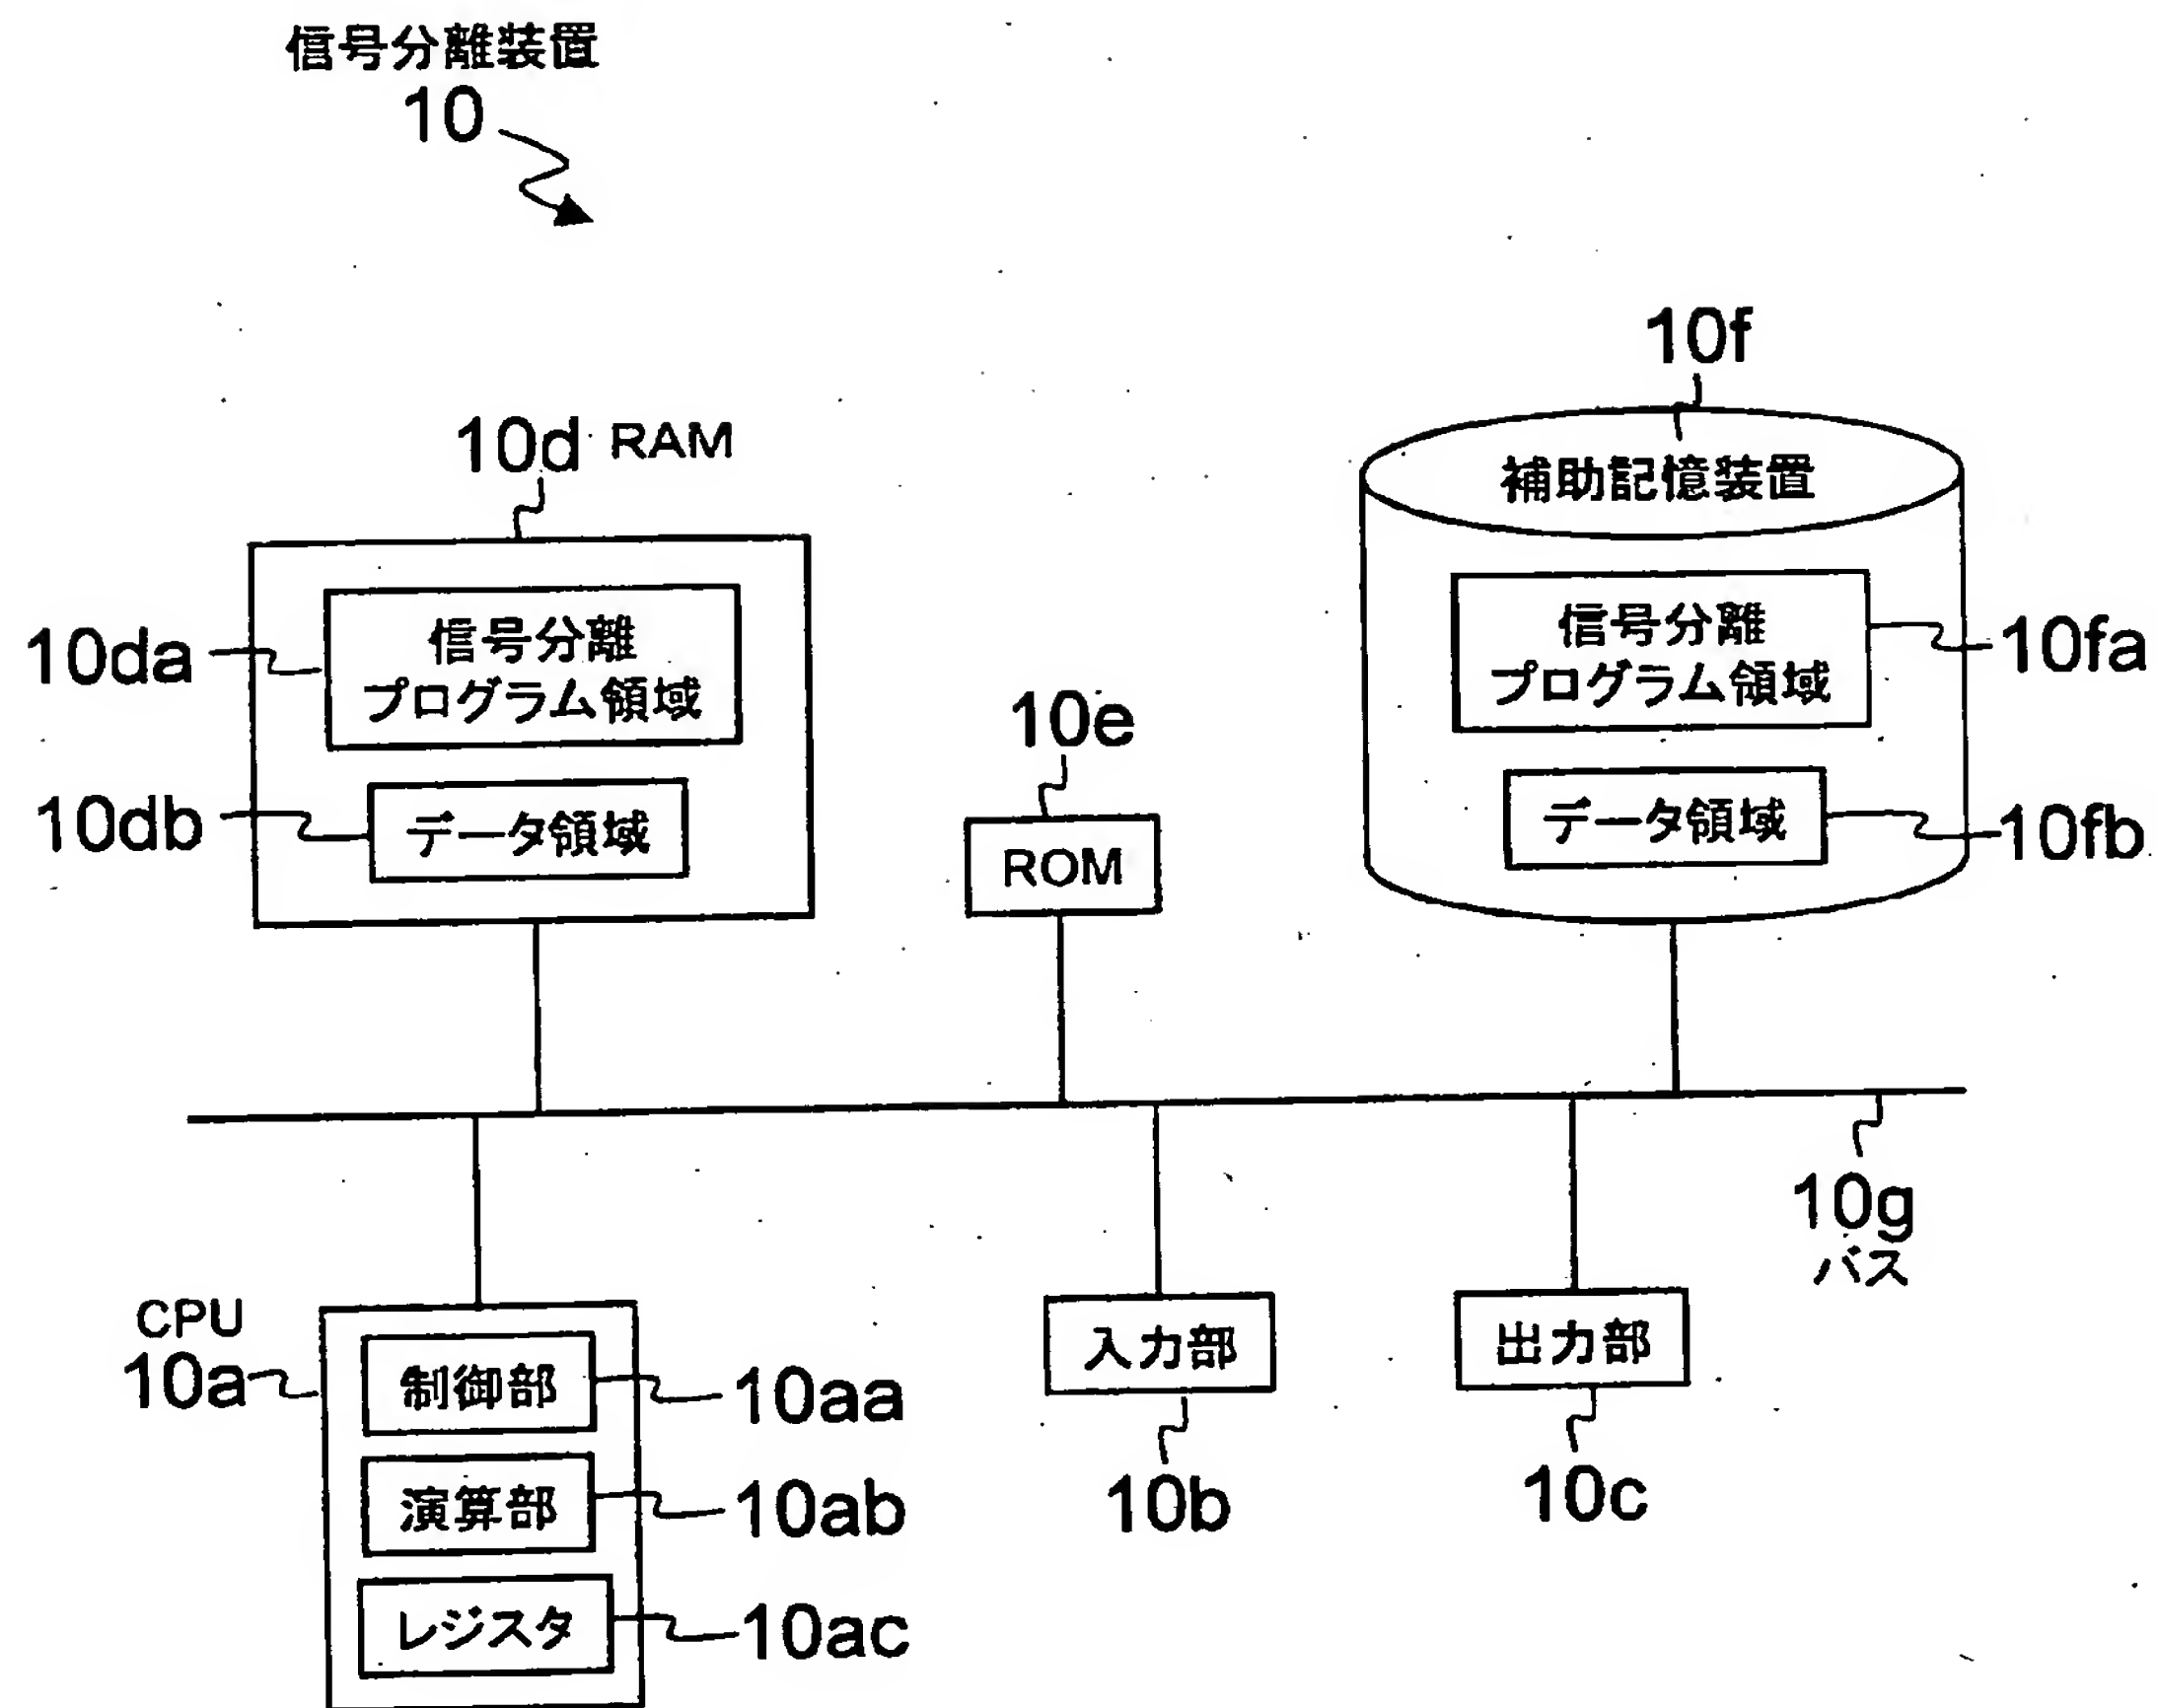 信号分離装置
10
10f
10d RAM
補助記憶装置
信号分離
プログラム領域
10da
信号分離
プログラム領域
10fa
10e
データ領域
10db
ROM
データ領域
10fb
10g
バス
CPU
10a
制御部
10aa
入力部
出力部
演算部
10ab
10b
10c
レジスタ
10ac